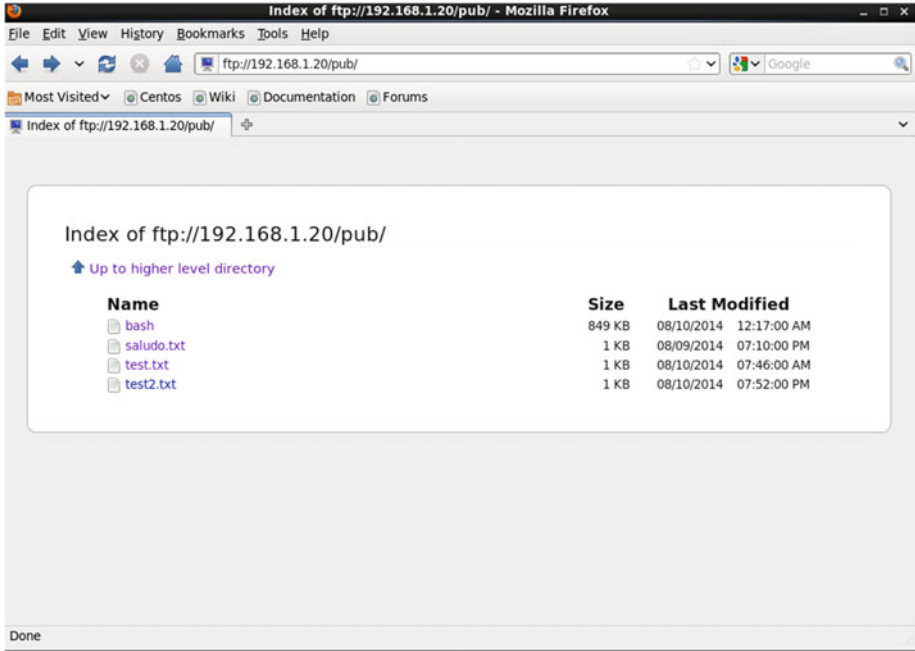 Index of ftp://192.168.1.20/pub/ - Mozilla Firefox
File Edit View History Bookmarks Tools Help
ftp://192.168.1.20/pub/ Google
Most Visited Centos Wiki Documentation Forums
Index of ftp://192.168.1.20/pub/
Index of ftp://192.168.1.20/pub/
Up to higher level directory
Name Size Last Modified
bash 849 KB 08/10/2014 12:17:00 AM
saludo.txt 1 KB 08/09/2014 07:10:00 PM
test.txt 1 KB 08/10/2014 07:46:00 AM
test2.txt 1 KB 08/10/2014 07:52:00 PM
Done